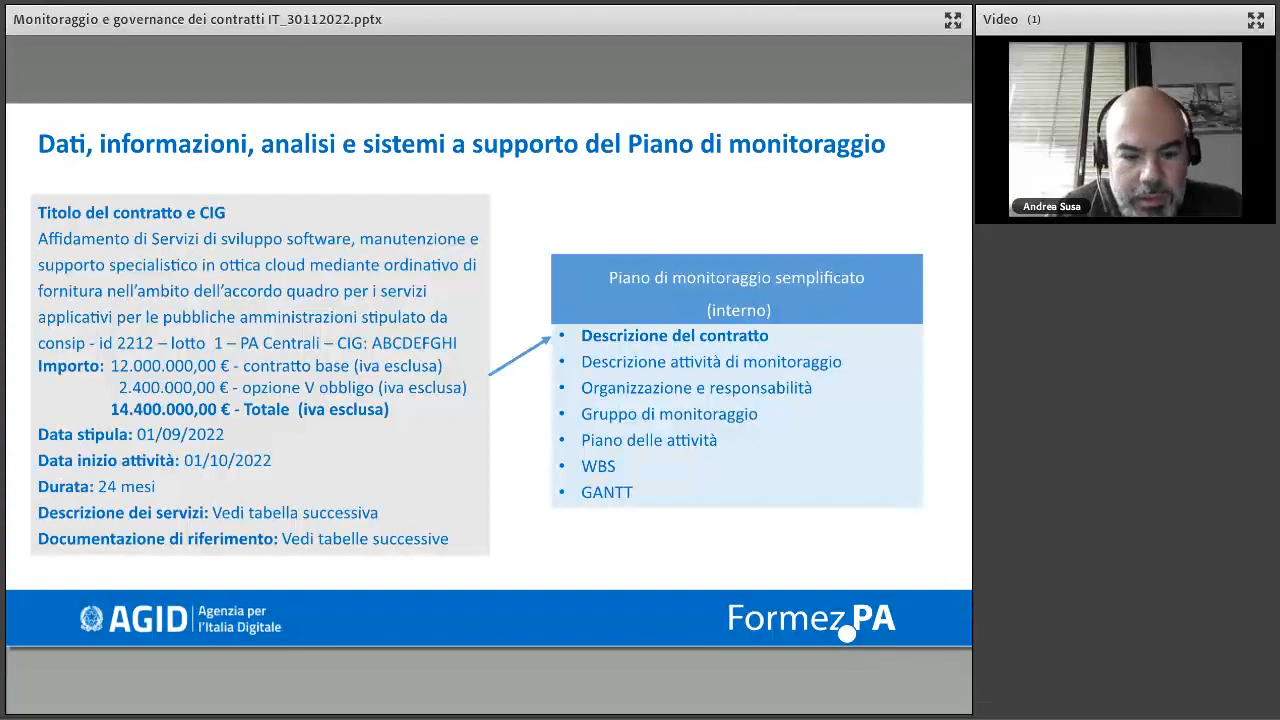 Monitoraggio e governance dei contratti IT_30112022.pptx
Video (1)
Andrea Susa
Dati, informazioni, analisi e sistemi a supporto del Piano di monitoraggio
Titolo del contratto e CIG
Affidamento di Servizi di sviluppo software, manutenzione e
supporto specialistico in ottica cloud mediante ordinativo di
fornitura nell’ambito dell’accordo quadro per i servizi
applicativi per le pubbliche amministrazioni stipulato da
consip - id 2212 – lotto 1 – PA Centrali – CIG: ABCDEFGHI
Importo: 12.000.000,00 € - contratto base (iva esclusa)
2.400.000,00 € - opzione V obbligo (iva esclusa)
14.400.000,00 € - Totale (iva esclusa)
Data stipula: 01/09/2022
Data inizio attività: 01/10/2022
Durata: 24 mesi
Descrizione dei servizi: Vedi tabella successiva
Documentazione di riferimento: Vedi tabelle successive
Piano di monitoraggio semplificato
(interno)
• Descrizione del contratto
• Descrizione attività di monitoraggio
• Organizzazione e responsabilità
• Gruppo di monitoraggio
• Piano delle attività
• WBS
• GANTT
AGID Agenzia per
l’Italia Digitale
Formez PA